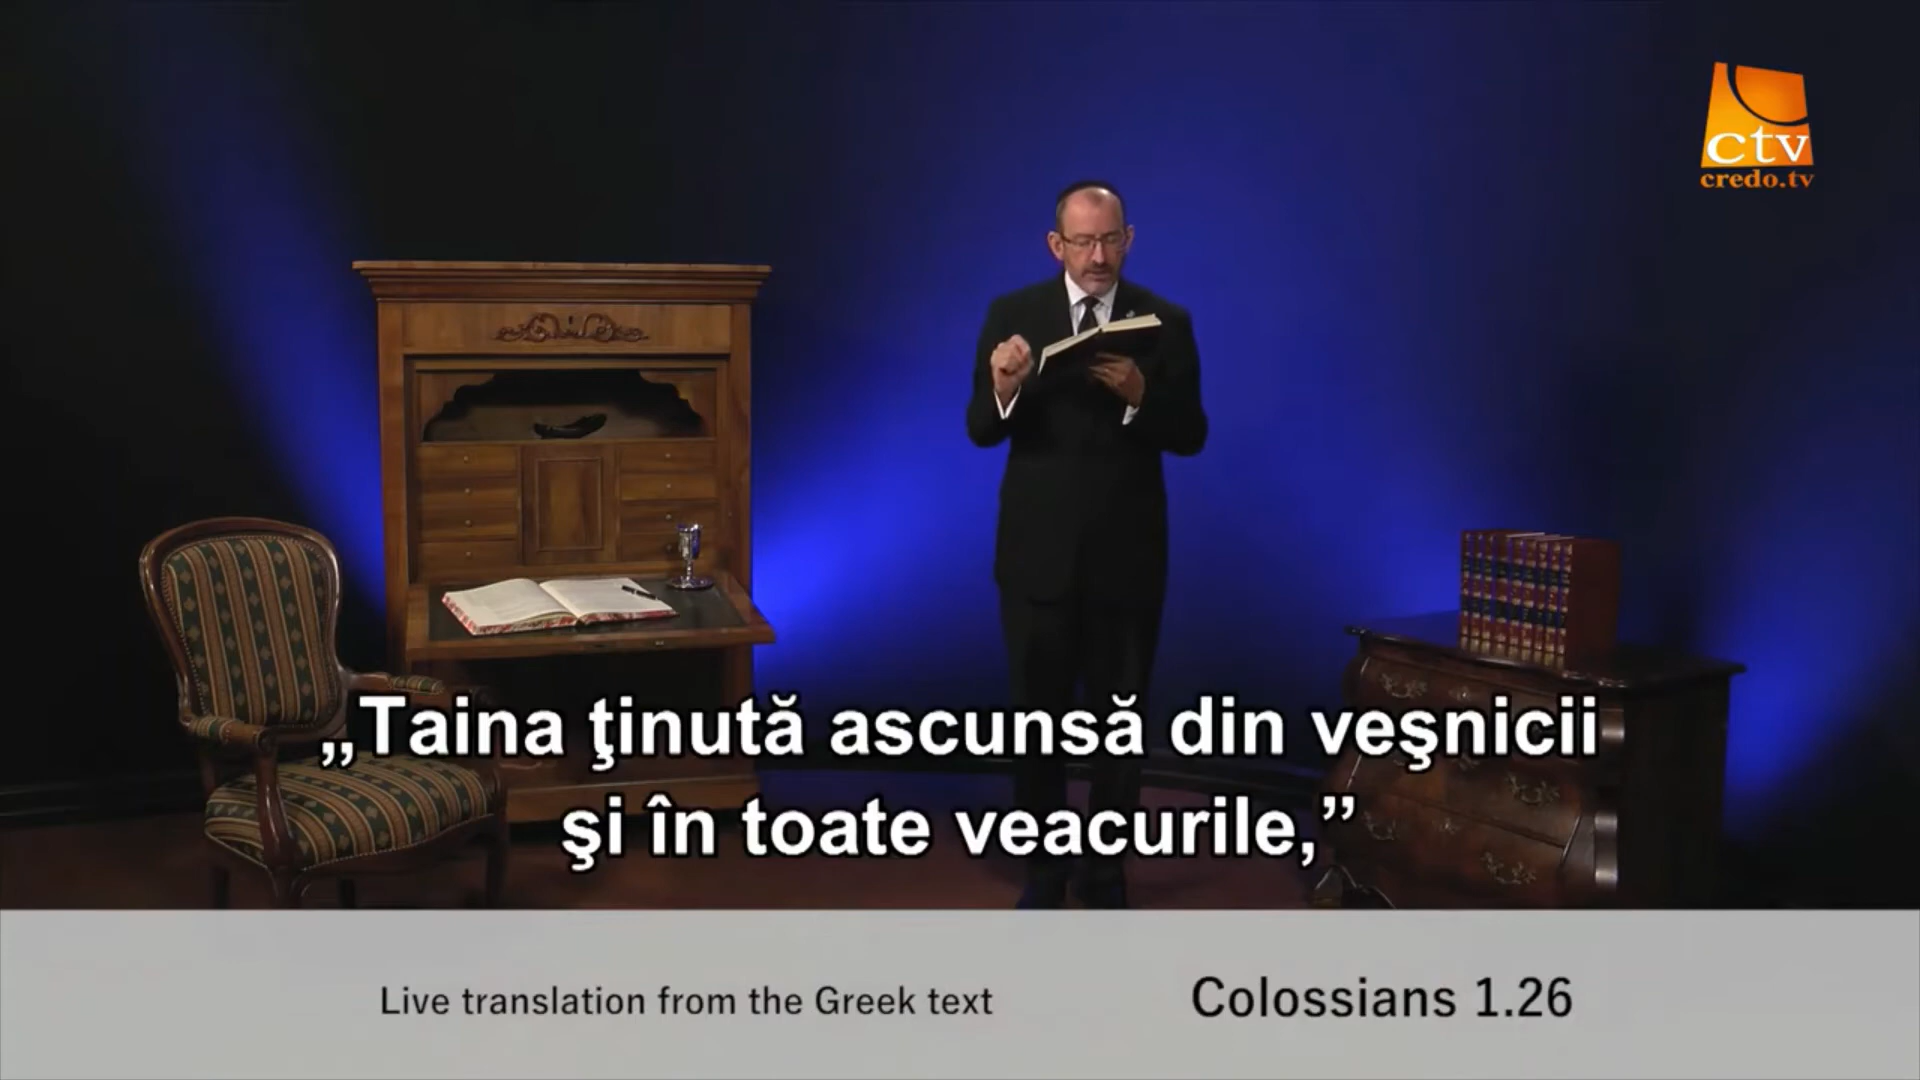 ctv
credo.tv
„Taina ţinută ascunsă din veşnicii
şi în toate veacurile,”
Live translation from the Greek text
Colossians 1.26